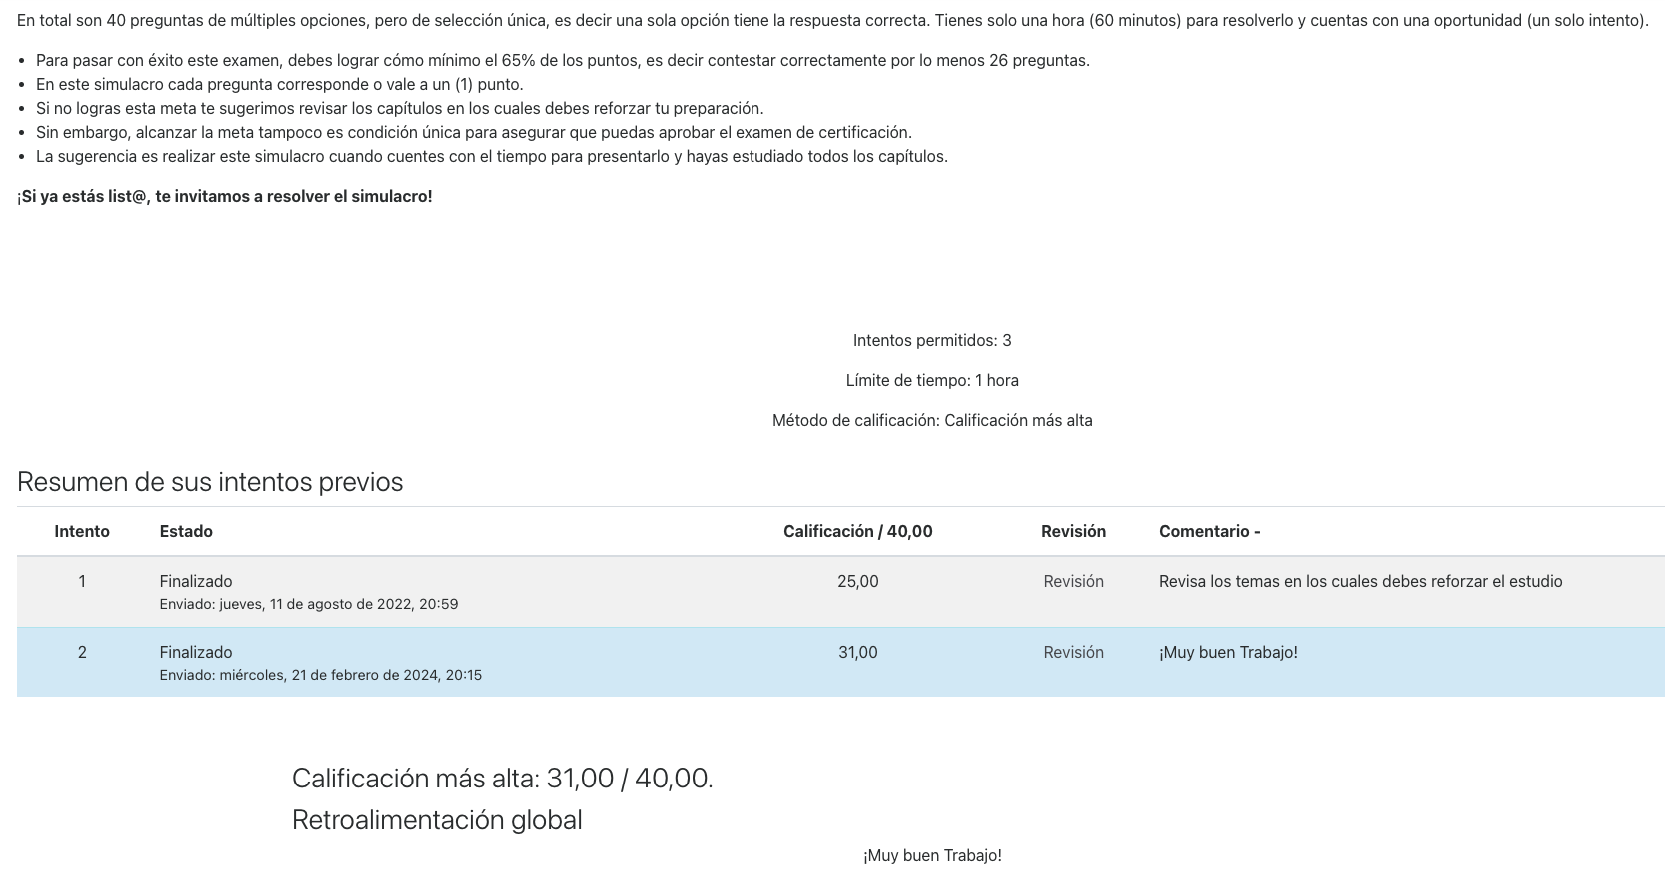 En total son 40 preguntas de múltiples opciones, pero de selección única, es decir una sola opción tiene la respuesta correcta. Tienes solo una hora (60 minutos) para resolverlo y cuentas con una oportunidad (un solo intento).
• Para pasar con éxito este examen, debes lograr cómo mínimo el 65% de los puntos, es decir contestar correctamente por lo menos 26 preguntas.
• En este simulacro cada pregunta corresponde o vale a un (1) punto.
• Si no logras esta meta te sugerimos revisar los capítulos en los cuales debes reforzar tu preparación.
• Sin embargo, alcanzar la meta tampoco es condición única para asegurar que puedas aprobar el examen de certificación.
• La sugerencia es realizar este simulacro cuando cuentes con el tiempo para presentarlo y hayas estudiado todos los capítulos.
¡Si ya estás list@, te invitamos a resolver el simulacro!
Intentos permitidos: 3
Límite de tiempo: 1 hora
Método de calificación: Calificación más alta
Resumen de sus intentos previos
Intento Estado Calificación / 40,00 Revisión Comentario -
1 Finalizado 25,00 Revisión Revisa los temas en los cuales debes reforzar el estudio
Enviado: jueves, 11 de agosto de 2022, 20:59
2 Finalizado 31,00 Revisión ¡Muy buen Trabajo!
Enviado: miércoles, 21 de febrero de 2024, 20:15
Calificación más alta: 31,00 / 40,00.
Retroalimentación global
¡Muy buen Trabajo!